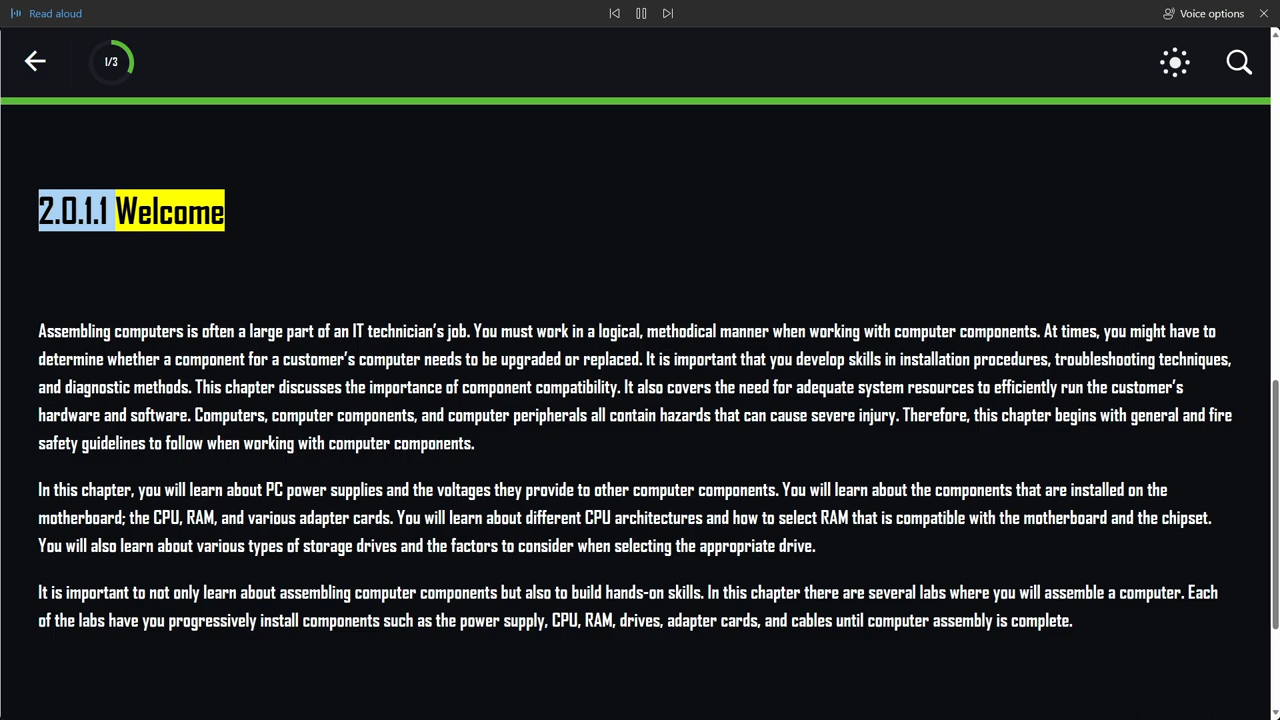 Read aloud
Voice options
1/3
2.0.1.1 Welcome
Assembling computers is often a large part of an IT technician’s job. You must work in a logical, methodical manner when working with computer components. At times, you might have to
determine whether a component for a customer’s computer needs to be upgraded or replaced. It is important that you develop skills in installation procedures, troubleshooting techniques,
and diagnostic methods. This chapter discusses the importance of component compatibility. It also covers the need for adequate system resources to efficiently run the customer’s
hardware and software. Computers, computer components, and computer peripherals all contain hazards that can cause severe injury. Therefore, this chapter begins with general and fire
safety guidelines to follow when working with computer components.
In this chapter, you will learn about PC power supplies and the voltages they provide to other computer components. You will learn about the components that are installed on the
motherboard; the CPU, RAM, and various adapter cards. You will learn about different CPU architectures and how to select RAM that is compatible with the motherboard and the chipset.
You will also learn about various types of storage drives and the factors to consider when selecting the appropriate drive.
It is important to not only learn about assembling computer components but also to build hands-on skills. In this chapter there are several labs where you will assemble a computer. Each
of the labs have you progressively install components such as the power supply, CPU, RAM, drives, adapter cards, and cables until computer assembly is complete.